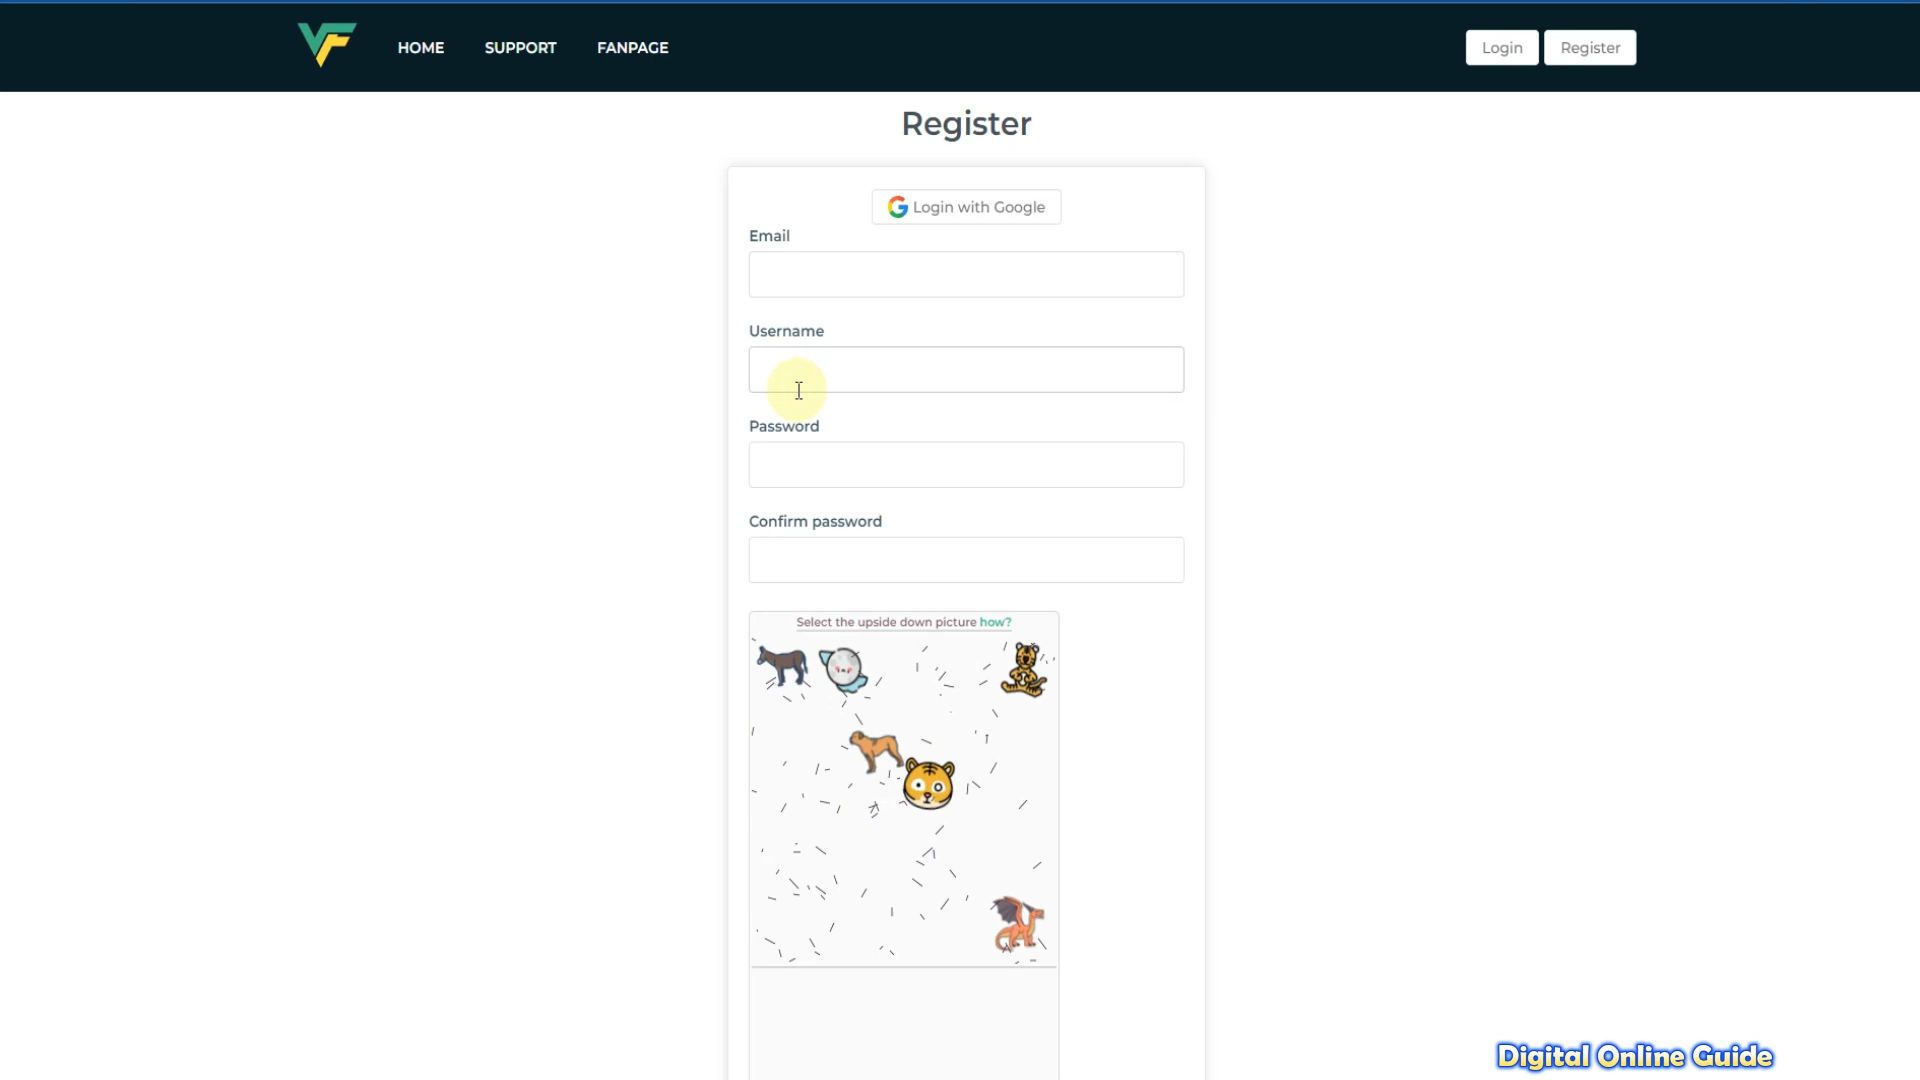 HOME
SUPPORT
FANPAGE
Login
Register
Register
Login with Google
Email
Username
Password
Confirm password
Select the upside down picture how?
Digital Online Guide